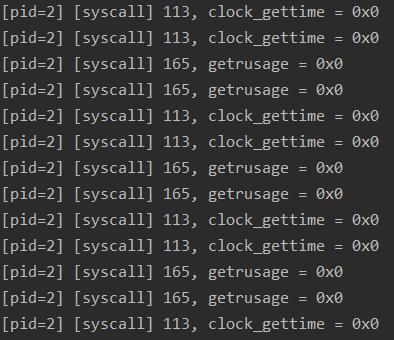 [pid=2] [syscall] 113, clock_gettime = 0x0
[pid=2] [syscall] 113, clock_gettime = 0x0
[pid=2] [syscall] 165, getrusage = 0x0
[pid=2] [syscall] 165, getrusage = 0x0
[pid=2] [syscall] 113, clock_gettime = 0x0
[pid=2] [syscall] 113, clock_gettime = 0x0
[pid=2] [syscall] 165, getrusage = 0x0
[pid=2] [syscall] 165, getrusage = 0x0
[pid=2] [syscall] 113, clock_gettime = 0x0
[pid=2] [syscall] 113, clock_gettime = 0x0
[pid=2] [syscall] 165, getrusage = 0x0
[pid=2] [syscall] 165, getrusage = 0x0
[pid=2] [syscall] 113, clock_gettime = 0x0